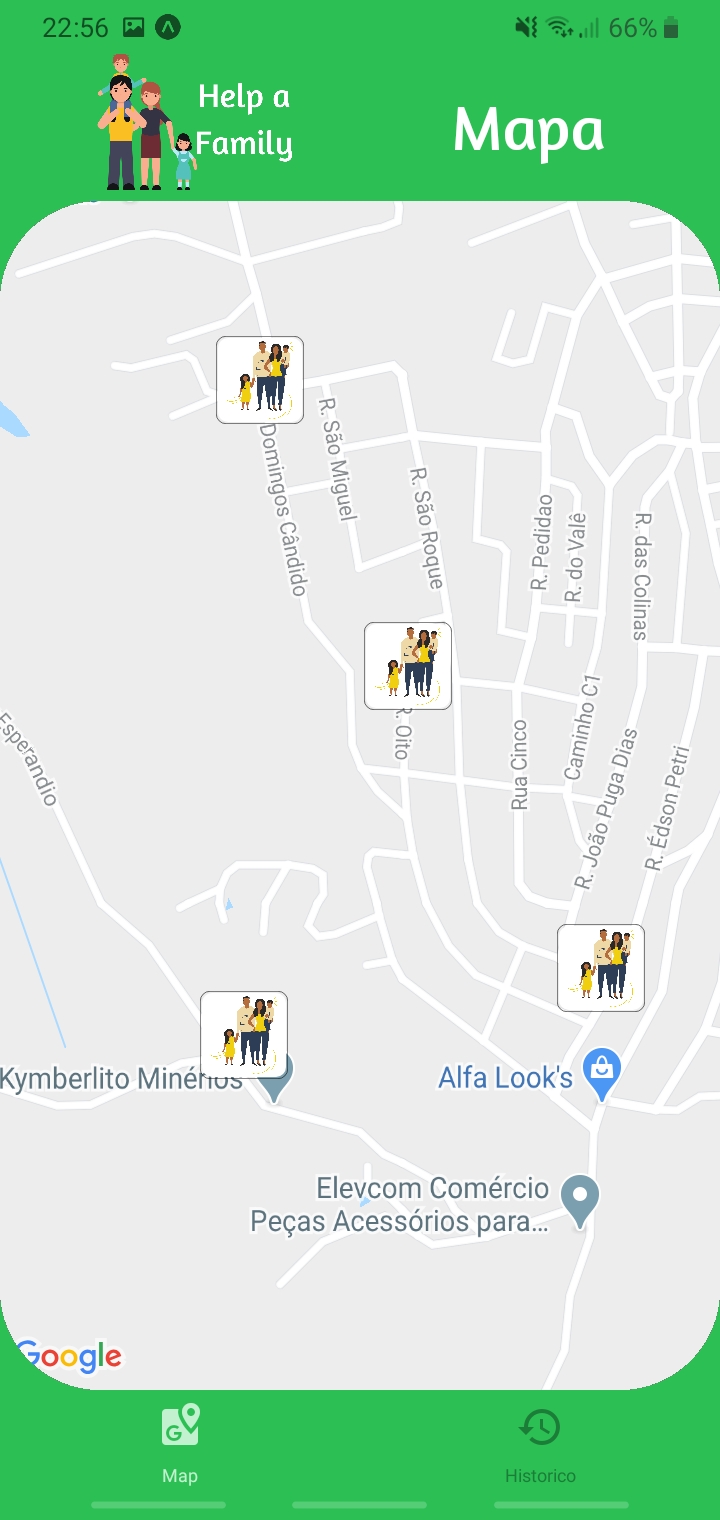 22:56
66%
Help a
Family
Mapa
Domingos Cândido
R. São Miguel
R. São Roque
R. Pedidao
R. do Valê
R. das Colinas
Esperandio
R. Oito
Rua Cinco
Caminho C1
R. João Puga Dias
R. Édson Petri
Kymberlito Minérios
Alfa Look's
Elevcom Comércio
Peças Acessórios para...
Google
G
Map
Historico